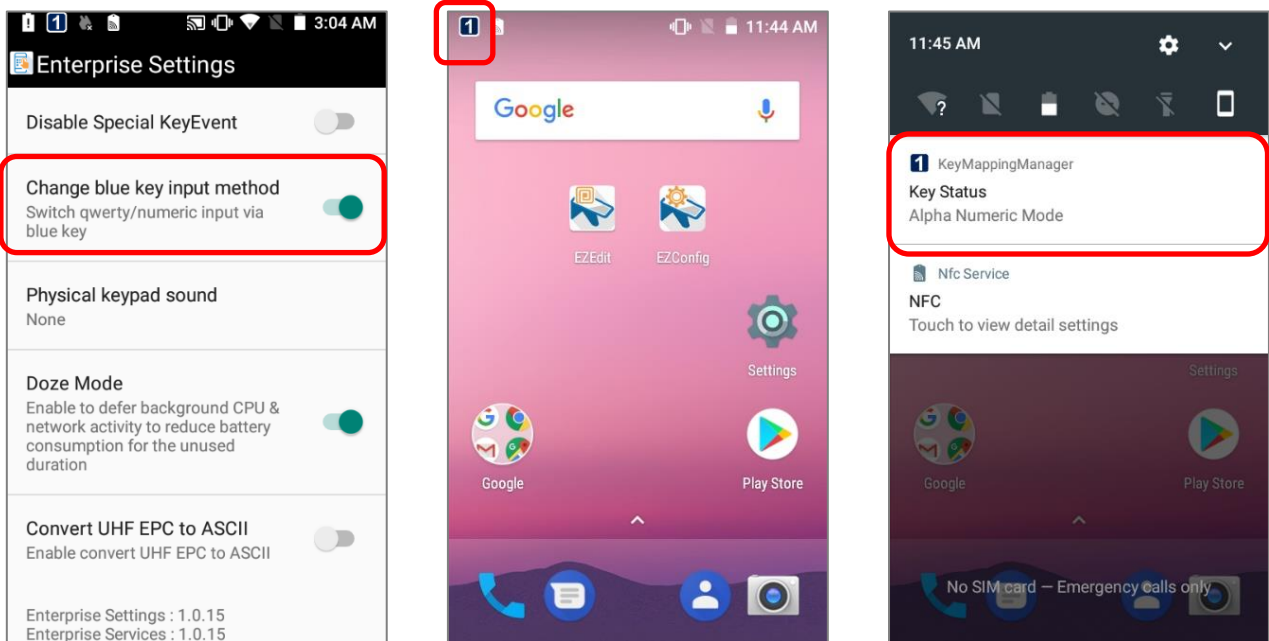 1 3:04 AM
Enterprise Settings
Disable Special KeyEvent
Change blue key input method
Switch qwerty/numeric input via
blue key
Physical keypad sound
None
Doze Mode
Enable to defer background CPU &
network activity to reduce battery
consumption for the unused
duration
Convert UHF EPC to ASCII
Enable convert UHF EPC to ASCII
Enterprise Settings : 1.0.15
Enterprise Services : 1.0.15
1 11:44 AM
Google
EZEdit EZConfig
Settings
Google Play Store
11:45 AM
?
1 KeyMappingManager
Key Status
Alpha Numeric Mode
Nfc Service
NFC
Touch to view detail settings
Settings
Google Play Store
No SIM card — Emergency calls only